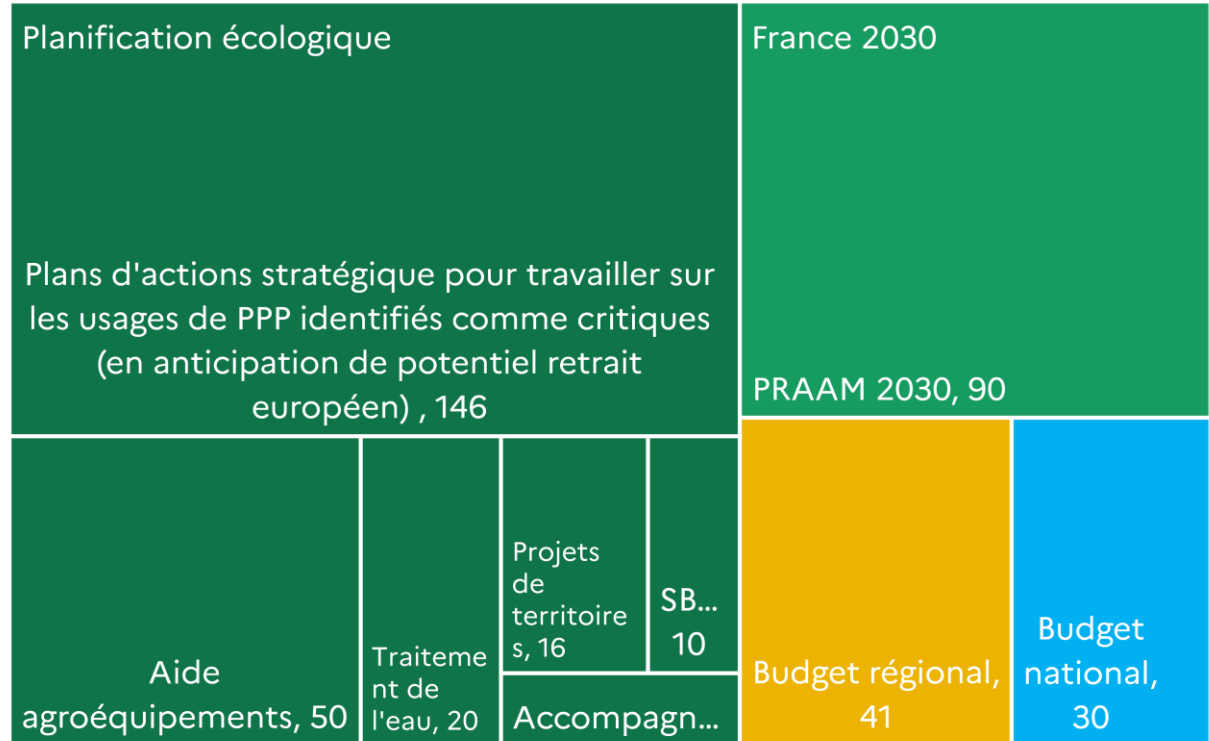 Planification écologique
Plans d'actions stratégique pour travailler sur
les usages de PPP identifiés comme critiques
(en anticipation de potentiel retrait
européen) , 146
Aide
agroéquipements, 50
Traiteme
nt de
l'eau, 20
Projets
de
territoire
s, 16
SB...
10
Accompagn...
France 2030
PRAAM 2030, 90
Budget régional,
41
Budget
national,
30